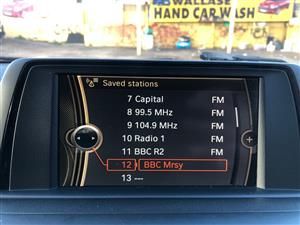 WALLASE
HAND CAR WASH
Saved stations
7 Capital FM
8 99.5 MHz FM
9 104.9 MHz FM
10 Radio 1 FM
11 BBC R2 FM
12 BBC Mrsy
13 ---